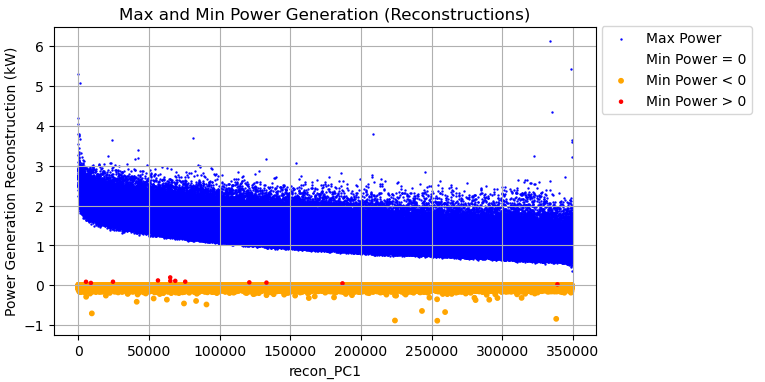 Max and Min Power Generation (Reconstructions)
Max Power
Min Power = 0
Min Power < 0
Min Power > 0
Power Generation Reconstruction (kW)
6
5
4
3
2
1
0
−1
0 50000 100000 150000 200000 250000 300000 350000
recon_PC1